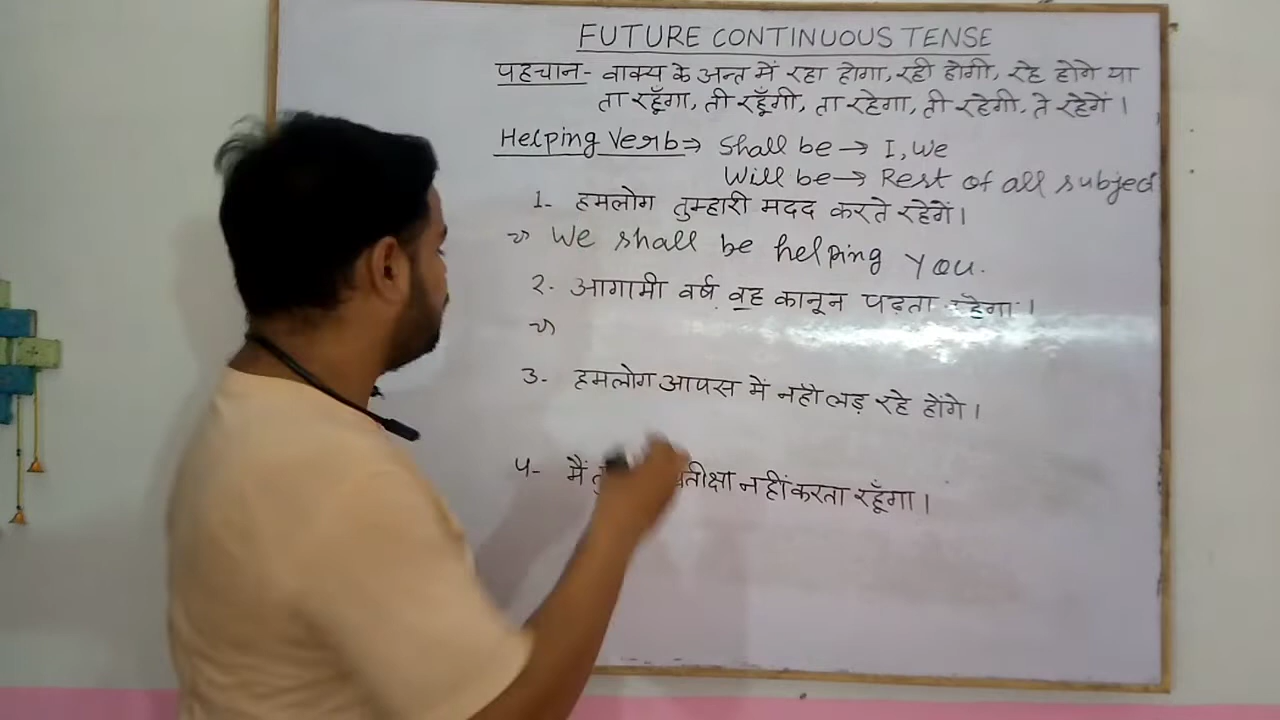 FUTURE CONTINUOUS TENSE
पहचान- वाक्य के अन्त में रहा होगा, रही होगी, रहे होगे या
ता रहूँगा, ती रहूँगी, ता रहेगा, ती रहेगी, ते रहेगें।
Helping Verb⇒ Shall be → I, We
Will be → Rest of all subject
1- हमलोग तुम्हारी मदद करते रहेगें।
We shall be helping you.
2- आगामी वर्ष वह कानून पढ़ता रहेगा।
3- हमलोग आपस में नहीं लड़ रहे होंगे।
4- मैं नहीं करता रहूँगा।